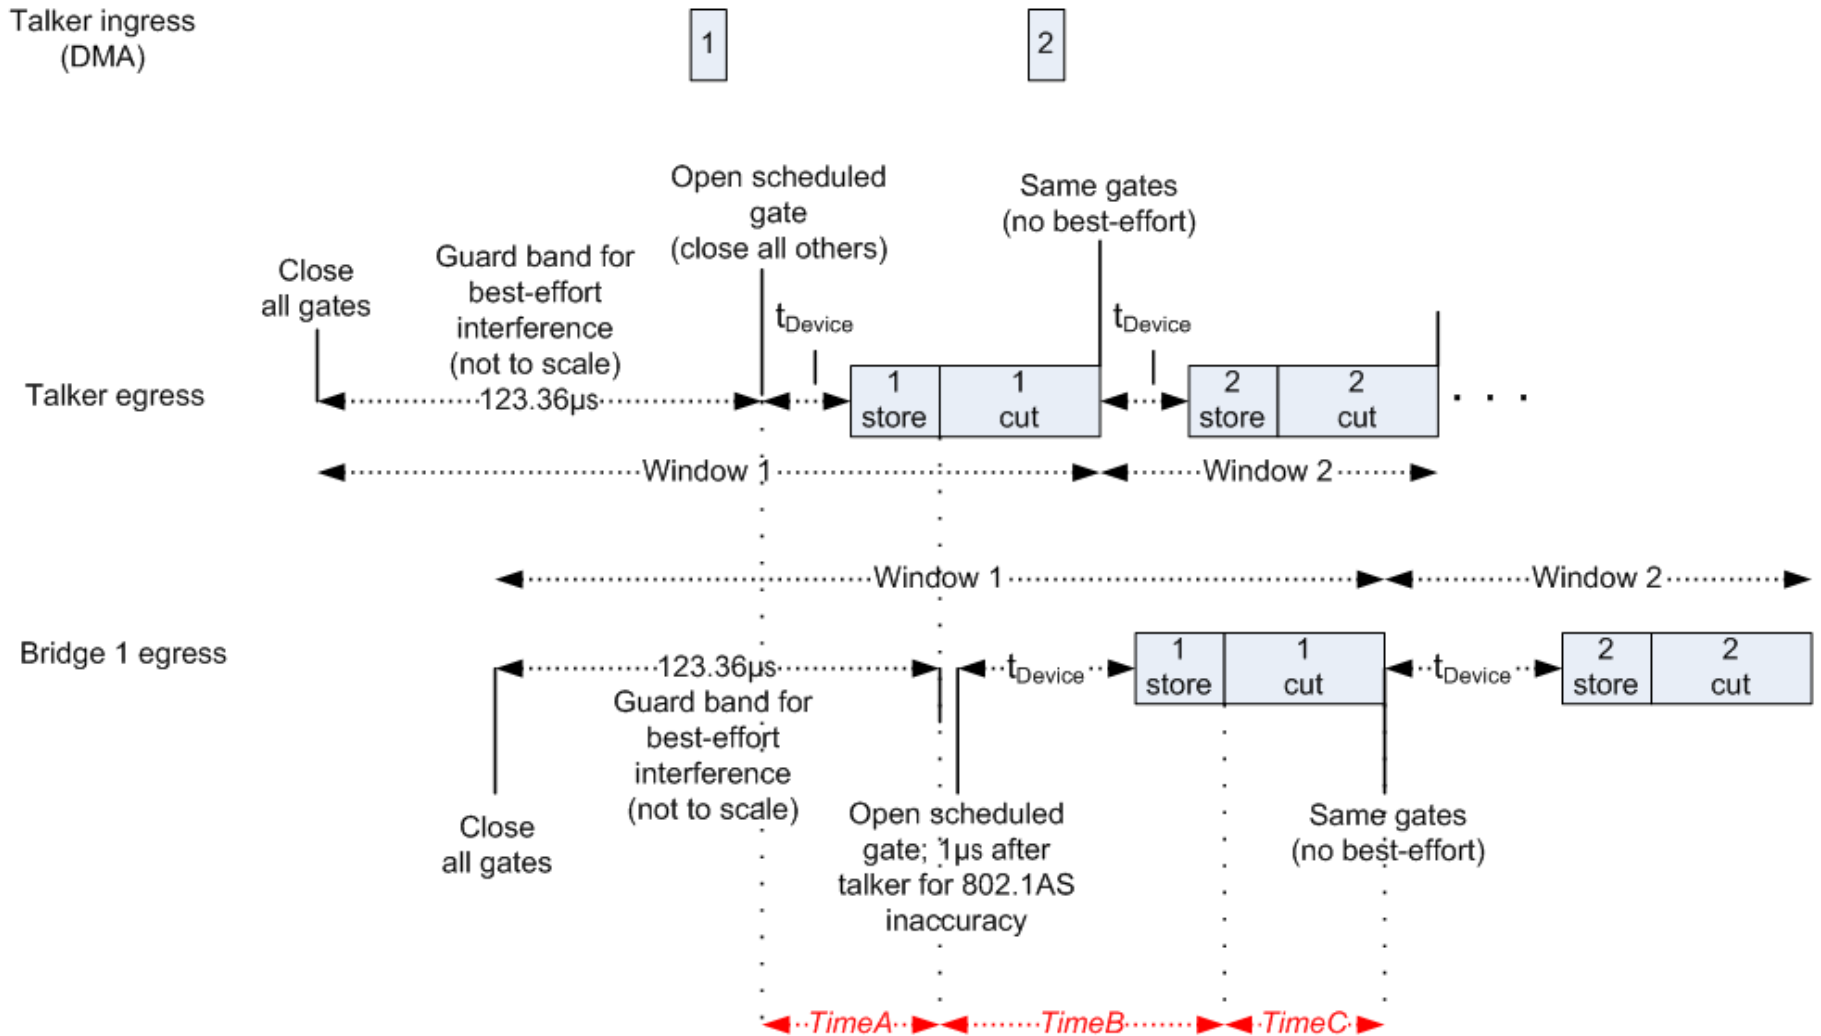 Talker ingress
(DMA)
1
2
Open scheduled
gate
(close all others)
Same gates
(no best-effort)
Close
all gates
Guard band for
best-effort
interference
(not to scale)
123.36µs
tDevice
tDevice
Talker egress
1
store
1
cut
2
store
2
cut
. . .
Window 1
Window 2
Window 1
Window 2
Bridge 1 egress
123.36µs
Guard band for
best-effort
interference
(not to scale)
tDevice
1
store
1
cut
tDevice
2
store
2
cut
Close
all gates
Open scheduled
gate; 1µs after
talker for 802.1AS
inaccuracy
Same gates
(no best-effort)
TimeA
TimeB
TimeC